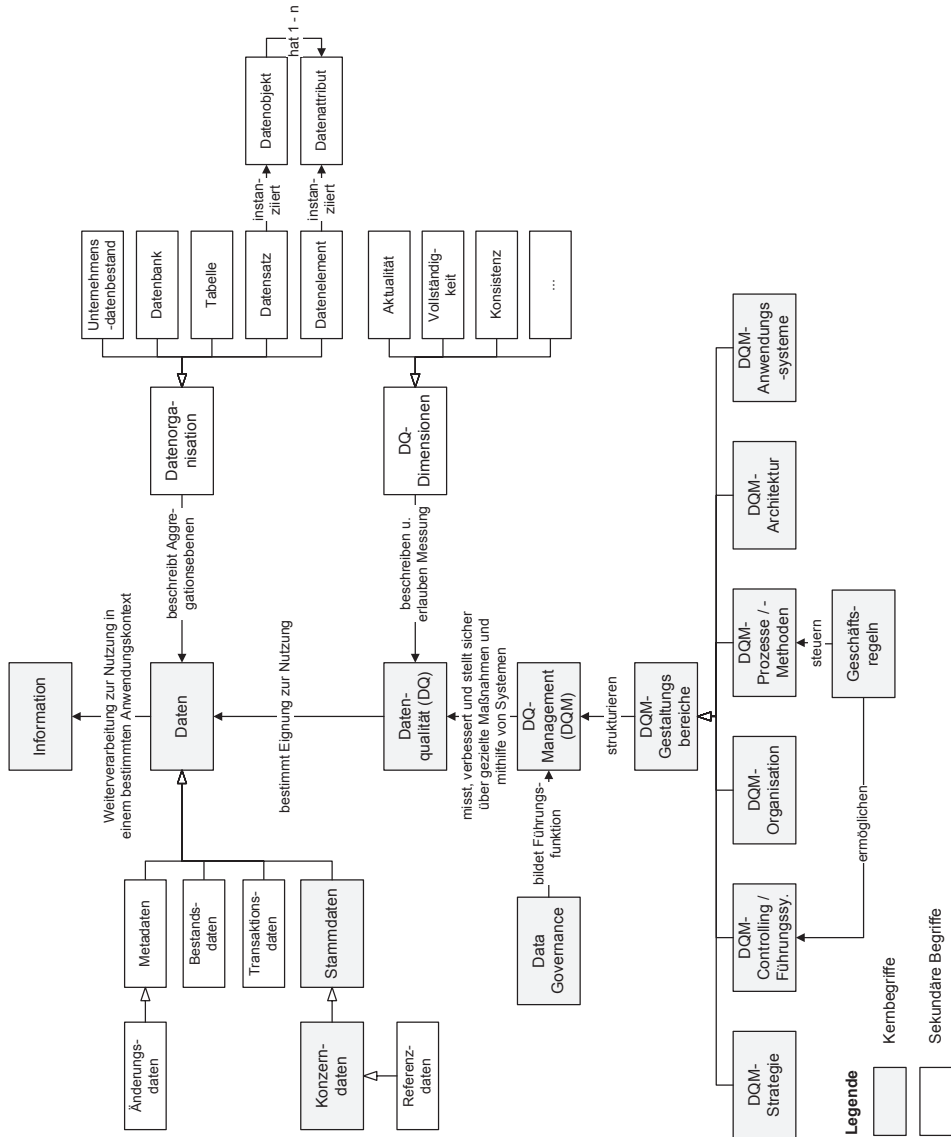 Information
Weiterverarbeitung zur Nutzung in
einem bestimmten Anwendungskontext
Daten
beschreibt Aggre-
gationsebenen
Datenorga-
nisation
Unternehmens
-datenbestand
Datenbank
Tabelle
Datensatz
Datenelement
instan-
ziiert
instan-
ziiert
Datenobjekt
Datenattribut
hat 1 - n
Metadaten
Bestands-
daten
Transaktions-
daten
Stammdaten
Änderungs-
daten
Konzern-
daten
Referenz-
daten
bestimmt Eignung zur Nutzung
Daten-
qualität (DQ)
beschreiben u.
erlauben Messung
DQ-
Dimensionen
Aktualität
Vollständig-
keit
Konsistenz
...
misst, verbessert und stellt sicher
über gezielte Maßnahmen und
mithilfe von Systemen
DQ-
Management
(DQM)
bildet Führungs-
funktion
Data
Governance
strukturieren
DQM-
Gestaltungs
bereiche
DQM-
Strategie
DQM-
Controlling /
Führungssy.
DQM-
Organisation
DQM-
Prozesse / -
Methoden
DQM-
Architektur
DQM-
Anwendungs
-systeme
steuern
ermöglichen
Geschäfts-
regeln
Legende
Kernbegriffe
Sekundäre Begriffe